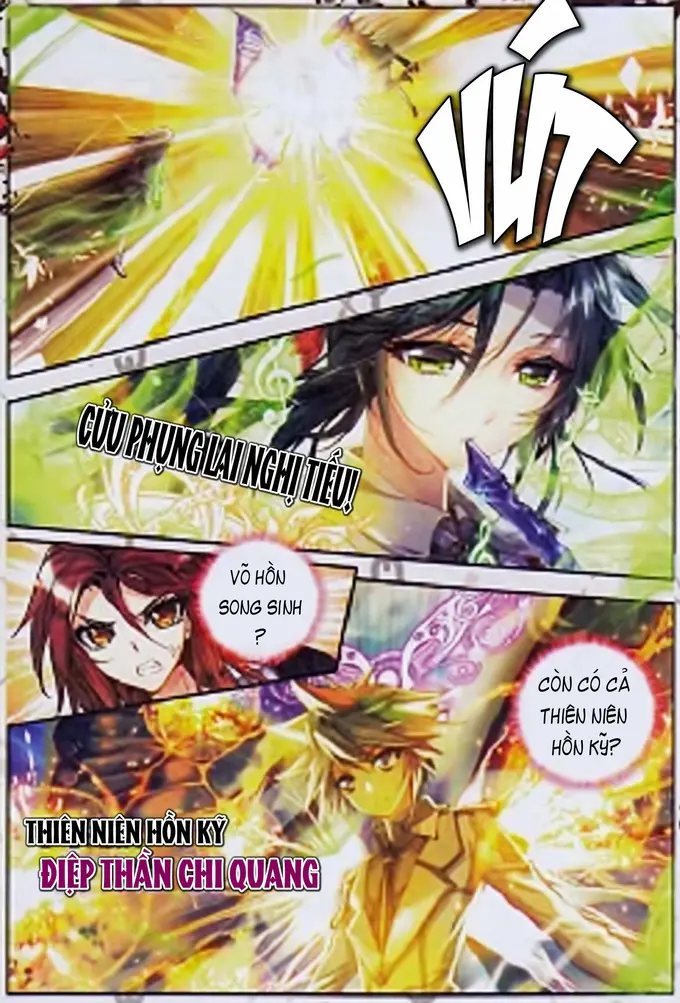 VÚT
CỬU PHỤNG LAI NGHỊ TIẾU!
VÕ HỒN
SONG SINH
?
CÒN CÓ CẢ
THIÊN NIÊN
HỒN KỸ?
THIÊN NIÊN HỒN KỸ
ĐIỆP THẦN CHI QUANG